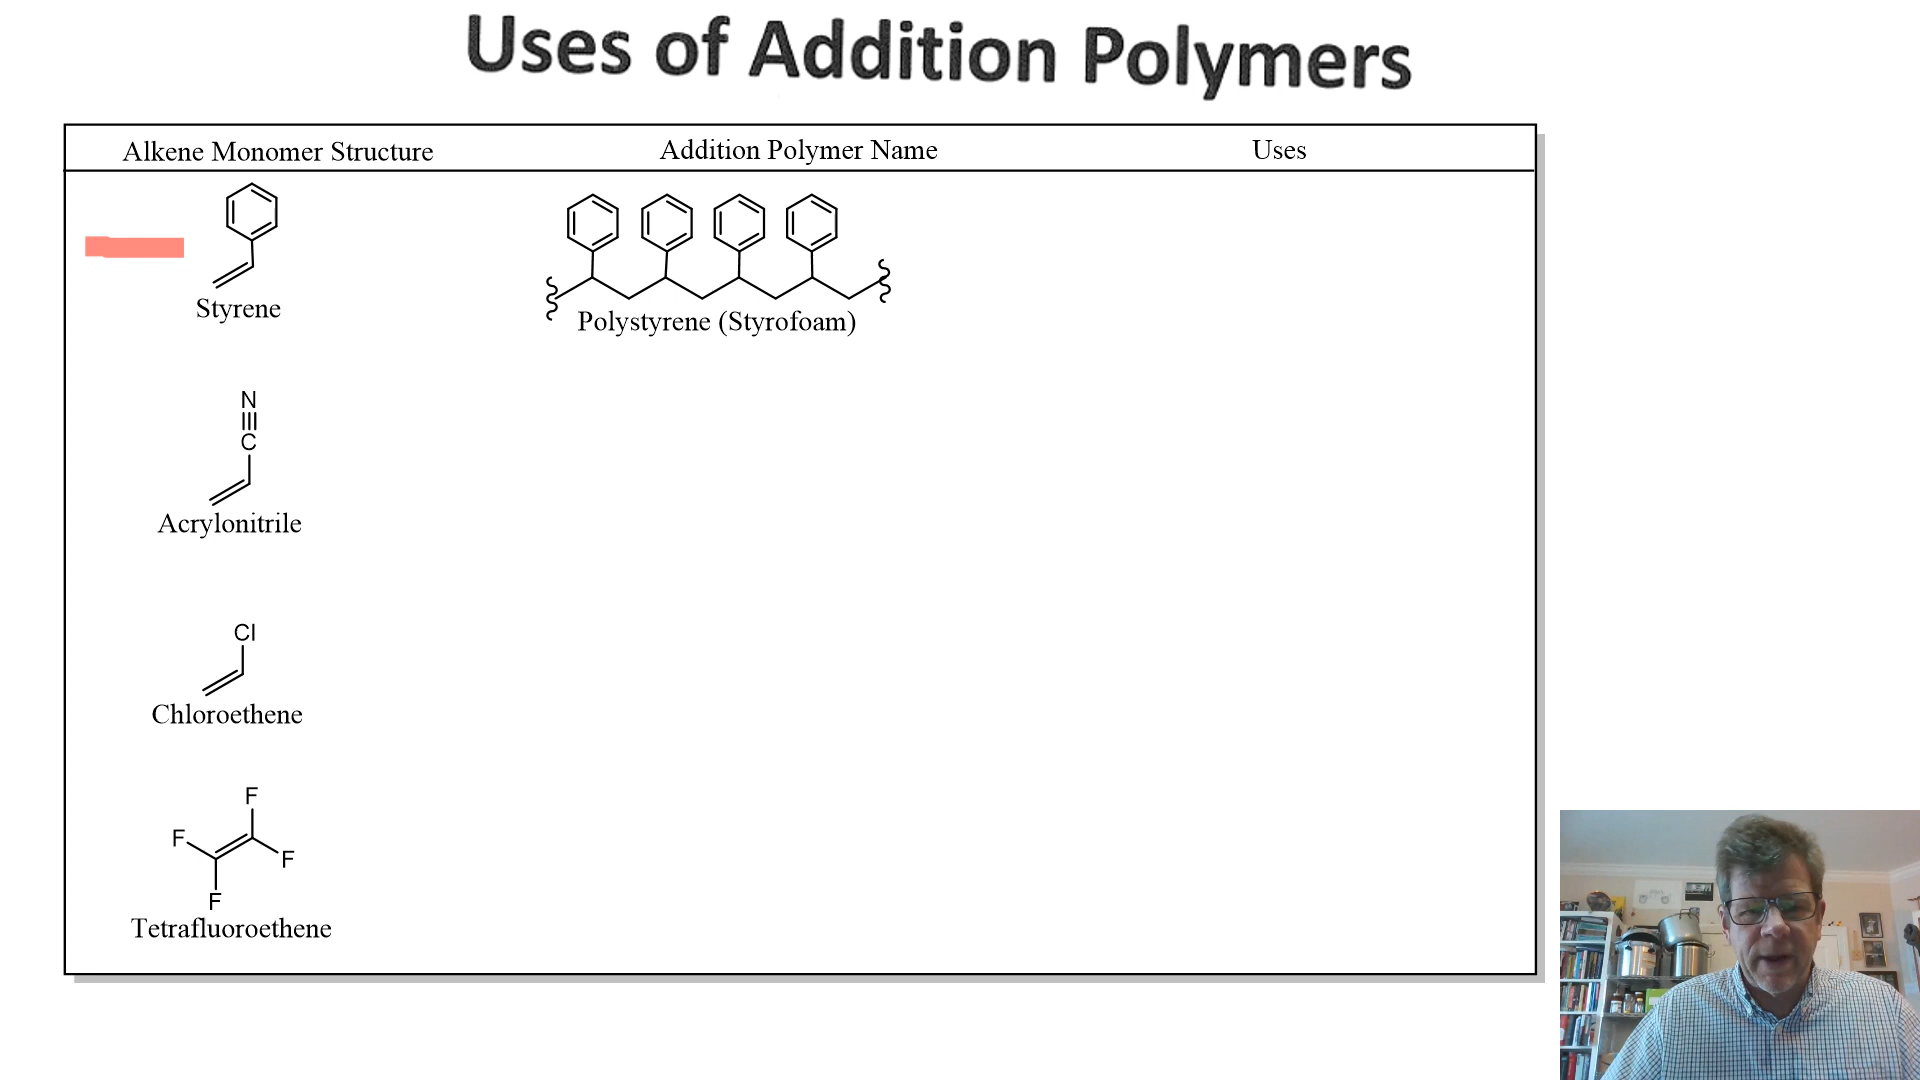 Uses of Addition Polymers
Alkene Monomer Structure Addition Polymer Name Uses
Styrene
Polystyrene (Styrofoam)
N
C
Acrylonitrile
Cl
Chloroethene
F
F
F
F
Tetrafluoroethene